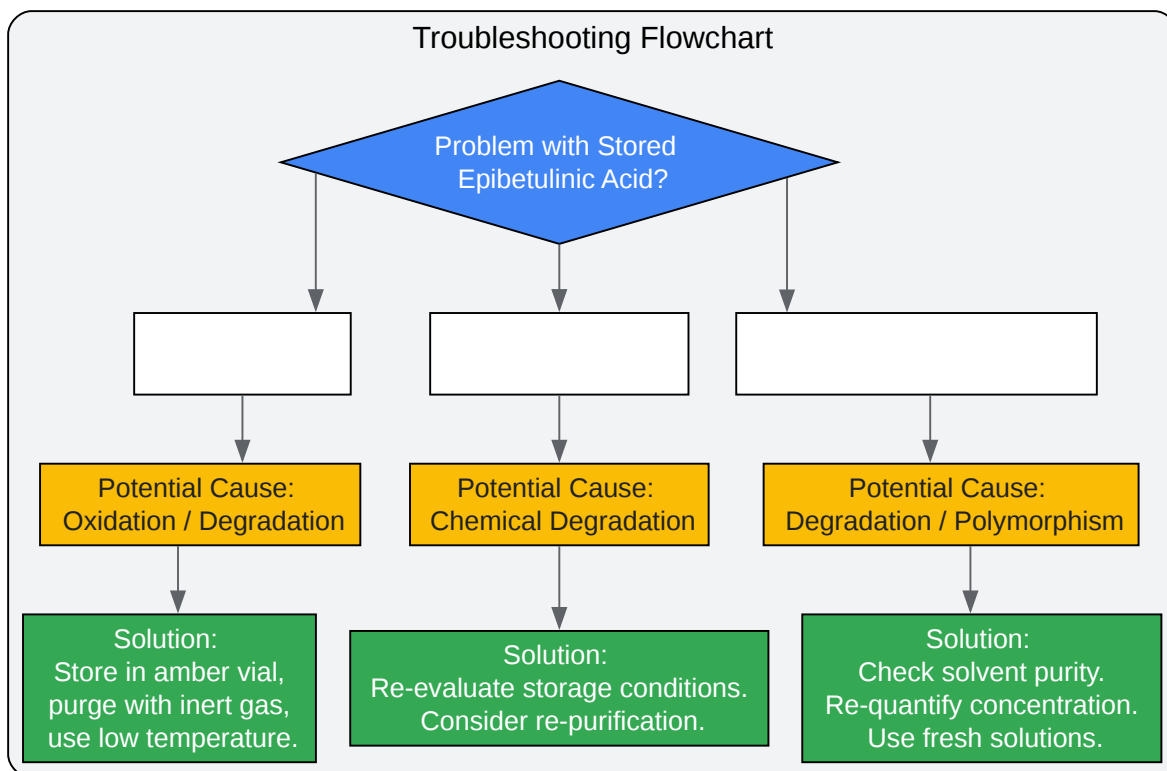 Troubleshooting Flowchart
Problem with Stored
Epibetulinic Acid?
Potential Cause:
Oxidation / Degradation
Potential Cause:
Chemical Degradation
Potential Cause:
Degradation / Polymorphism
Solution:
Store in amber vial,
purge with inert gas,
use low temperature.
Solution:
Re-evaluate storage conditions.
Consider re-purification.
Solution:
Check solvent purity.
Re-quantify concentration.
Use fresh solutions.